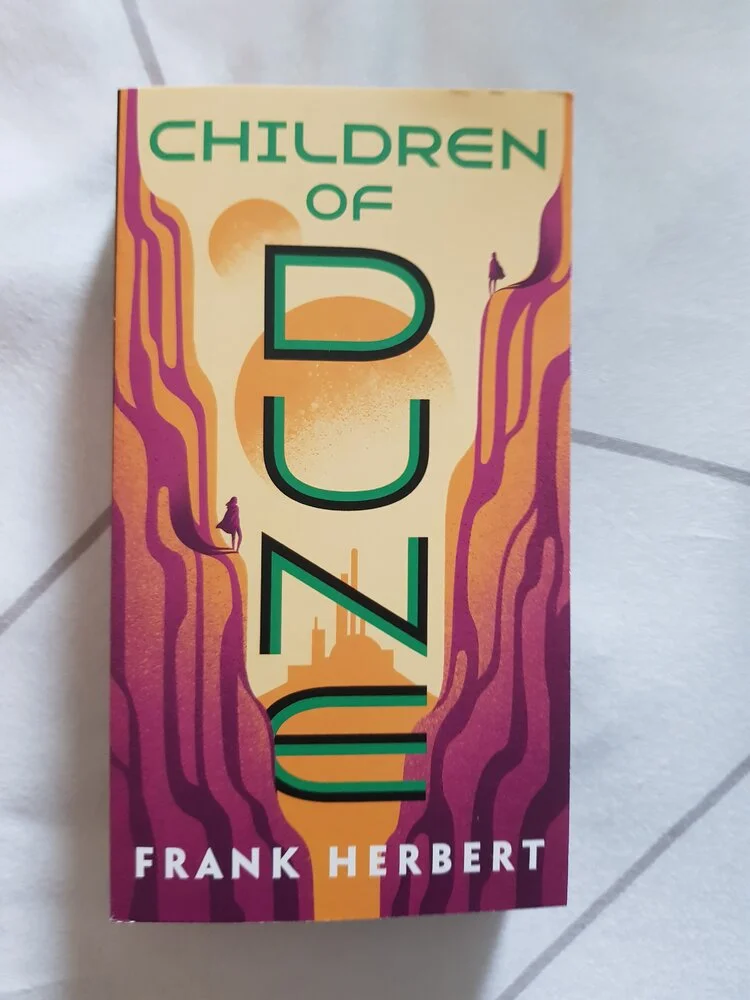 CHILDREN
OF
DUNE
FRANK HERBERT